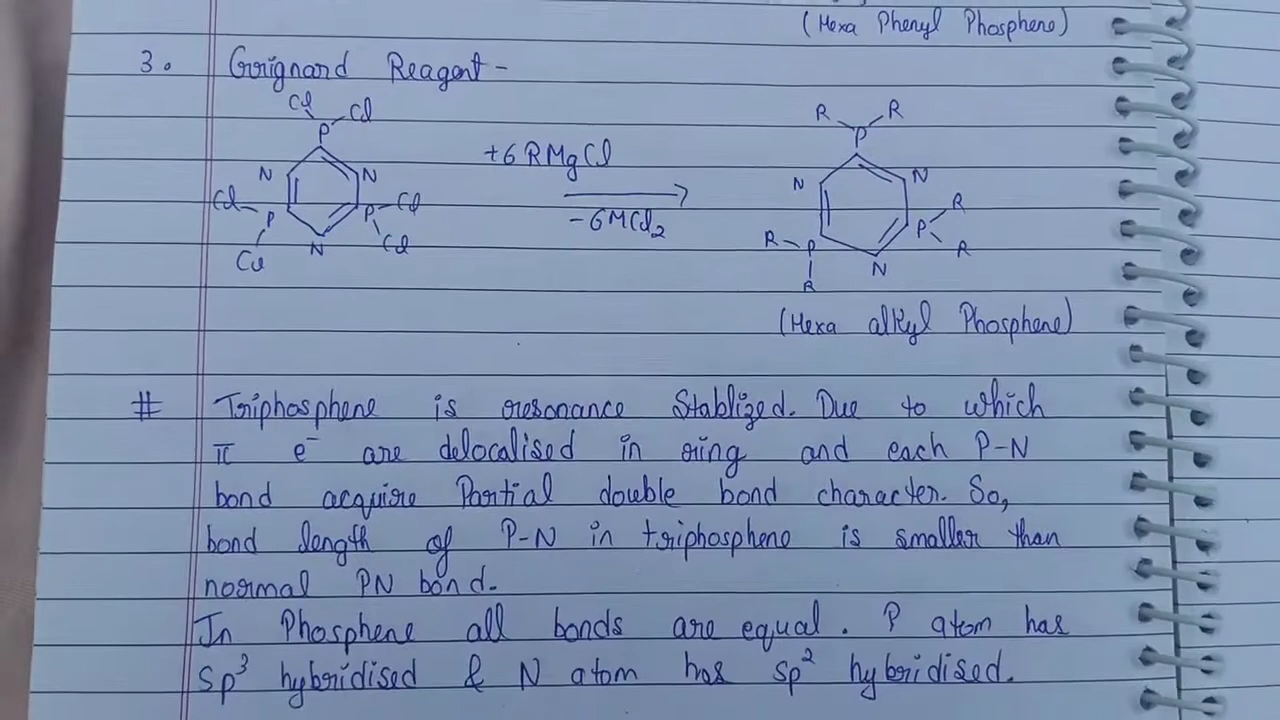 (Hexa Phenyl Phosphene)
3. Grignard Reagent -
Cl Cl
P
N N
Cl P P Cl
Cl N Cl
+6 RMgCl
- 6MCl2
R R
P
N N
R P P R
R N R
(Hexa alkyl Phosphene)
# Triphosphene is resonance Stablized. Due to which
π e⁻ are delocalised in ring and each P-N
bond acquire Partial double bond character. So,
bond length of P-N in triphosphene is smaller than
normal PN bond.
In Phosphene all bonds are equal. P atom has
sp³ hybridised & N atom has sp² hybridised.